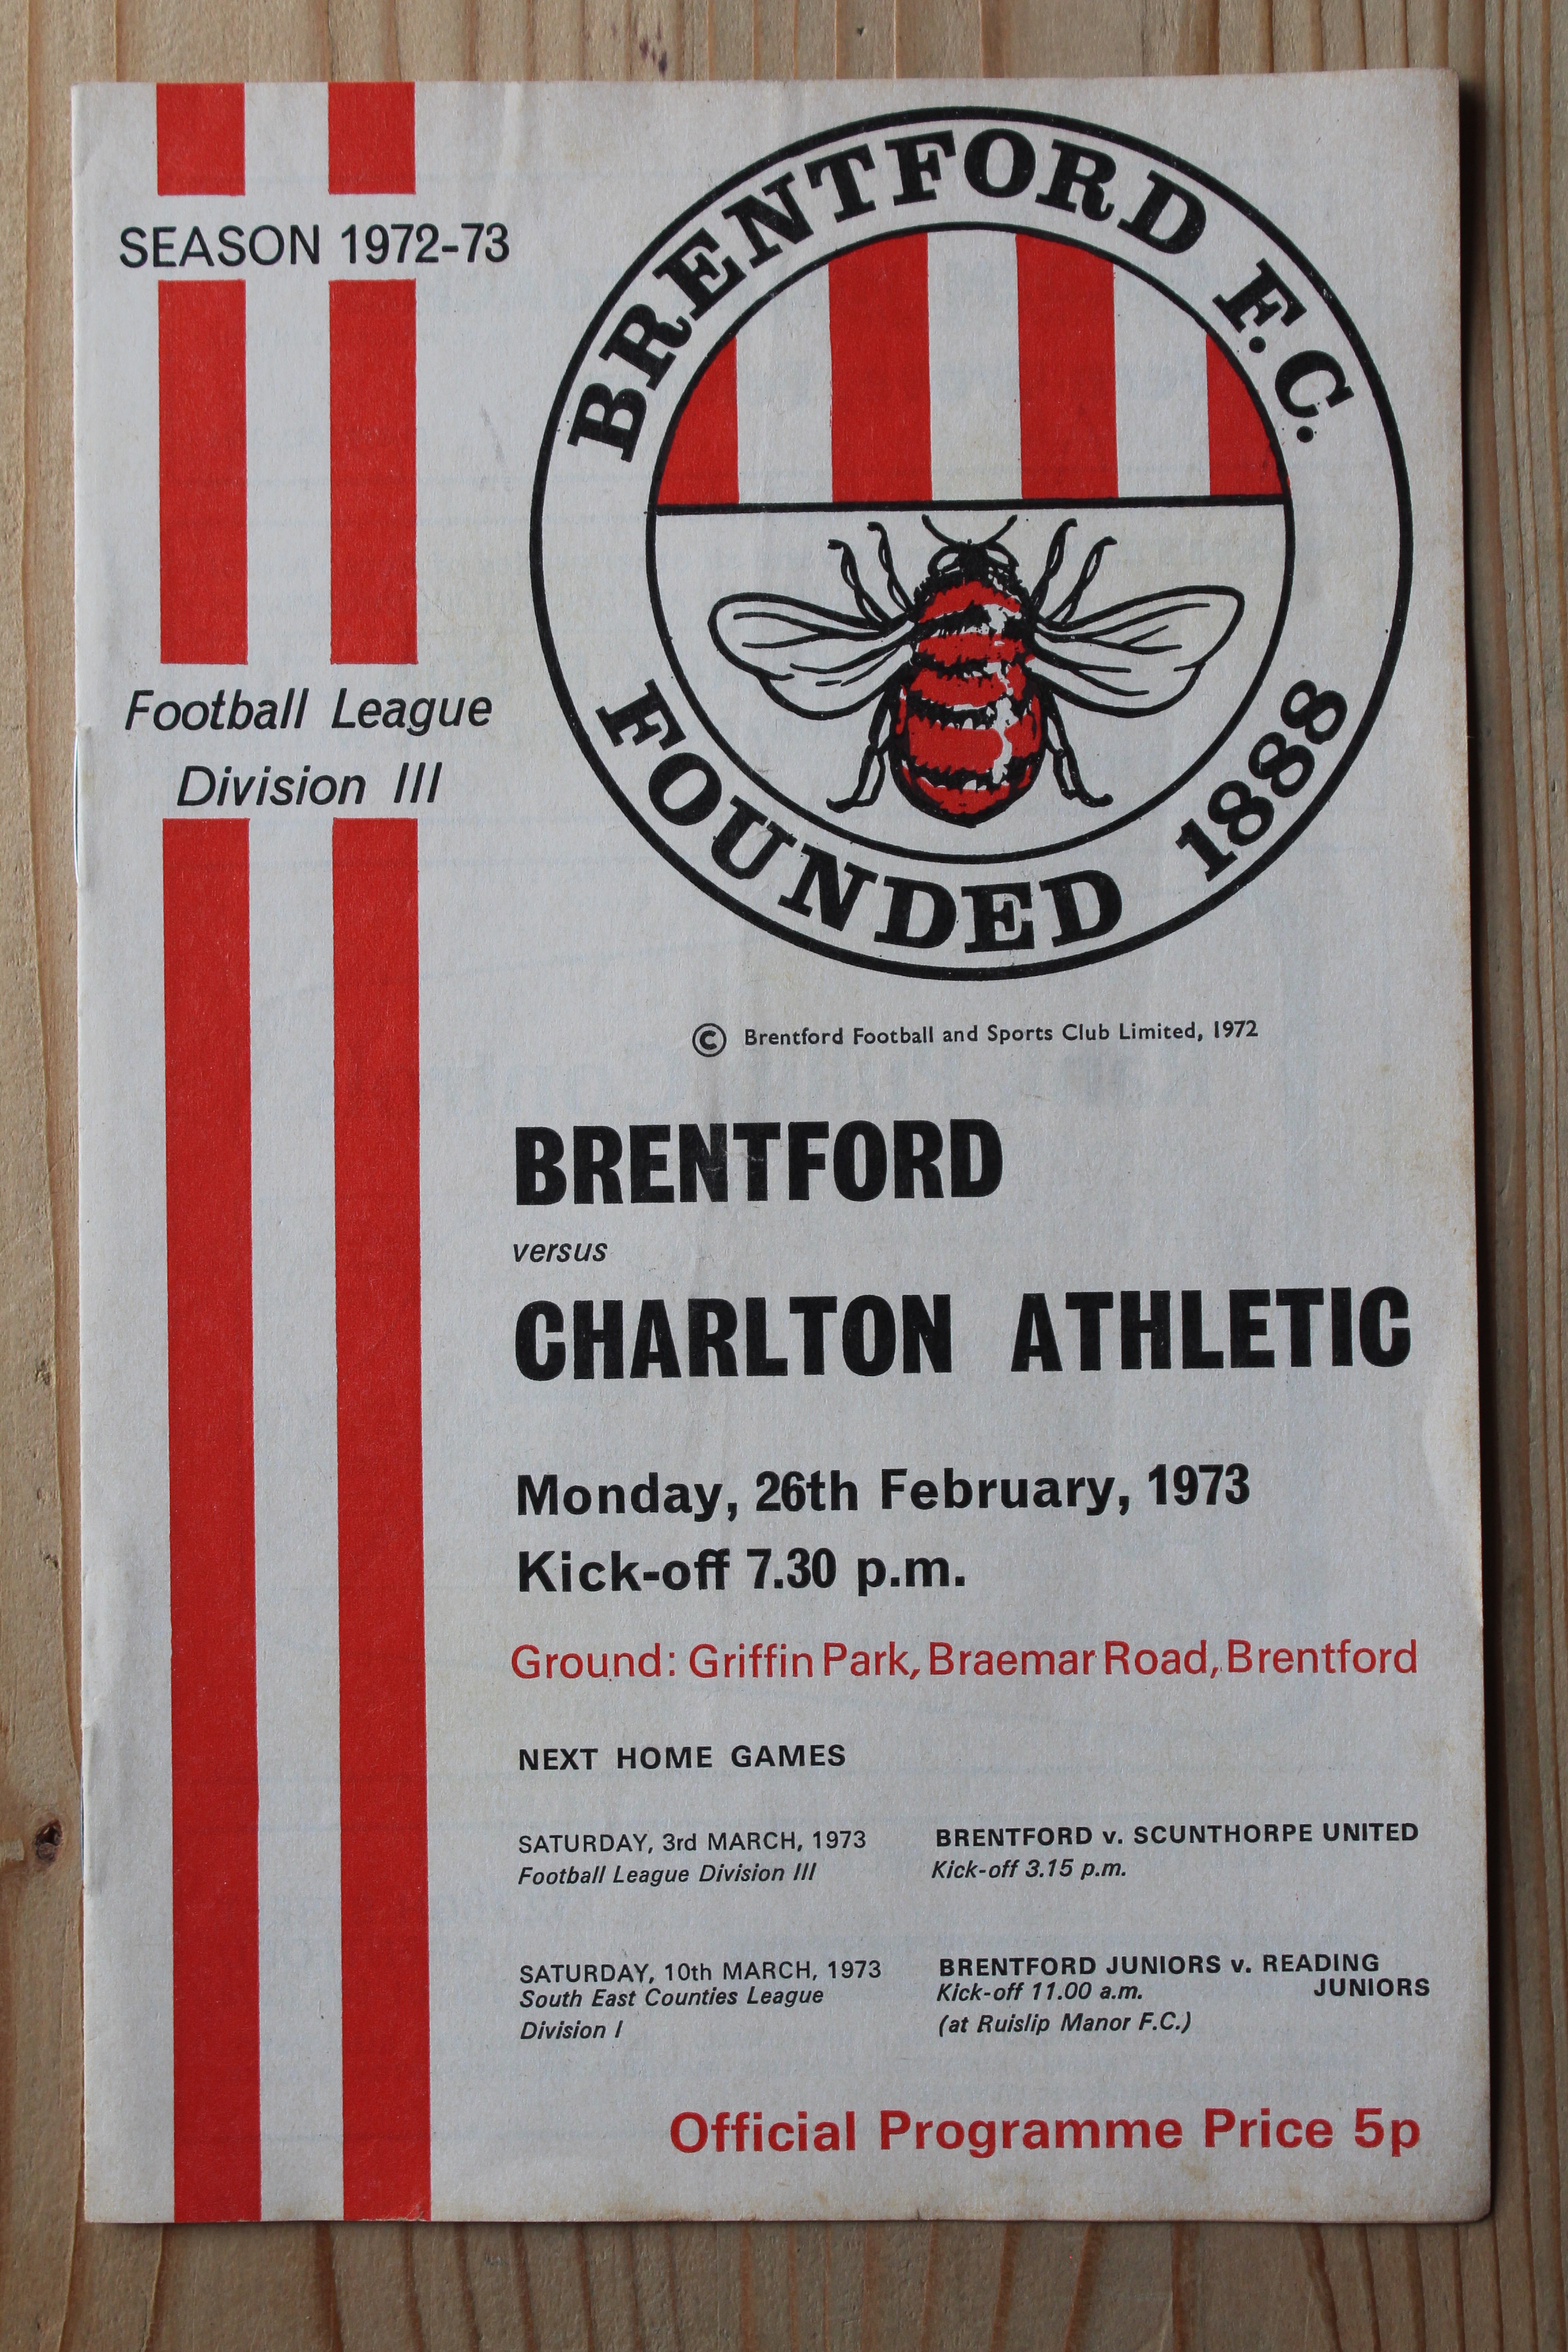 SEASON 1972-73
Football League
Division III
BRENTFORD F.C.
FOUNDED 1888
© Brentford Football and Sports Club Limited, 1972
BRENTFORD
versus
CHARLTON ATHLETIC
Monday, 26th February, 1973
Kick-off 7.30 p.m.
Ground: Griffin Park, Braemar Road, Brentford
NEXT HOME GAMES
SATURDAY, 3rd MARCH, 1973
Football League Division III
BRENTFORD v. SCUNTHORPE UNITED
Kick-off 3.15 p.m.
SATURDAY, 10th MARCH, 1973
South East Counties League
Division I
BRENTFORD JUNIORS v. READING
JUNIORS
Kick-off 11.00 a.m.
(at Ruislip Manor F.C.)
Official Programme Price 5p